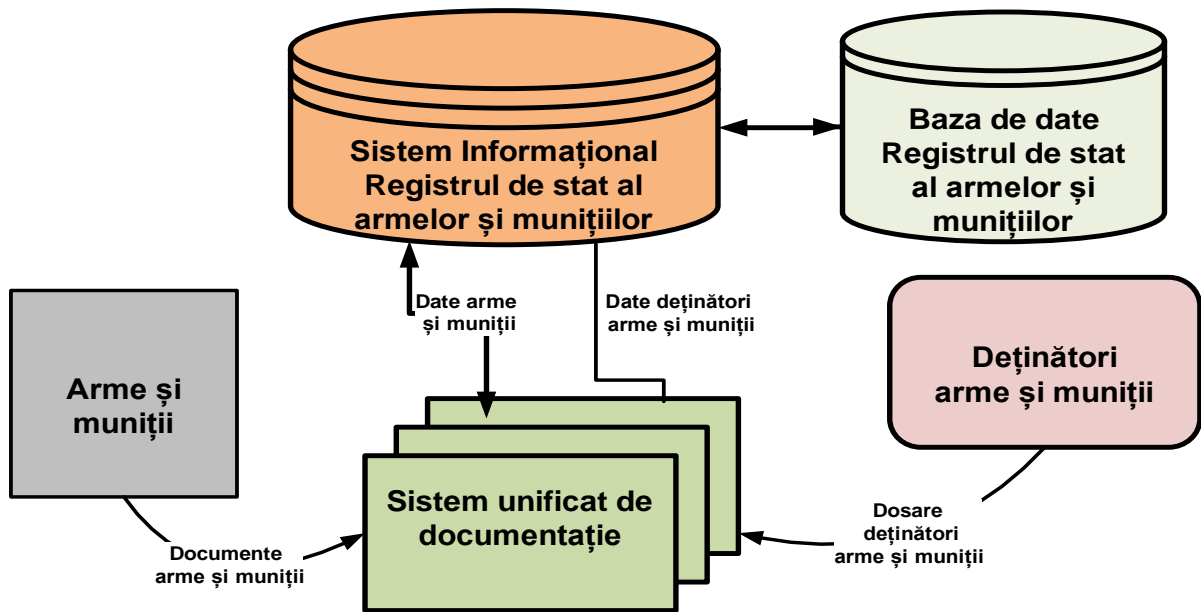 Sistem Informațional
Registrul de stat al
armelor și munițiilor
Baza de date
Registrul de stat
al armelor și
munițiilor
Date arme
și muniții
Date deținători
arme și muniții
Arme și
muniții
Deținători
arme și muniții
Sistem unificat de
documentație
Documente
arme și muniții
Dosare
deținători
arme și muniții